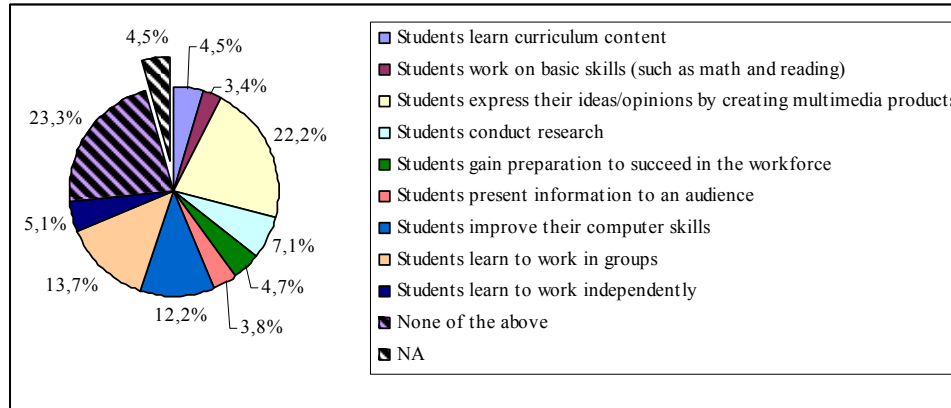 4,5%
4,5%
3,4%
22,2%
7,1%
4,7%
3,8%
12,2%
13,7%
5,1%
23,3%
Students learn curriculum content
Students work on basic skills (such as math and reading)
Students express their ideas/opinions by creating multimedia products
Students conduct research
Students gain preparation to succeed in the workforce
Students present information to an audience
Students improve their computer skills
Students learn to work in groups
Students learn to work independently
None of the above
NA